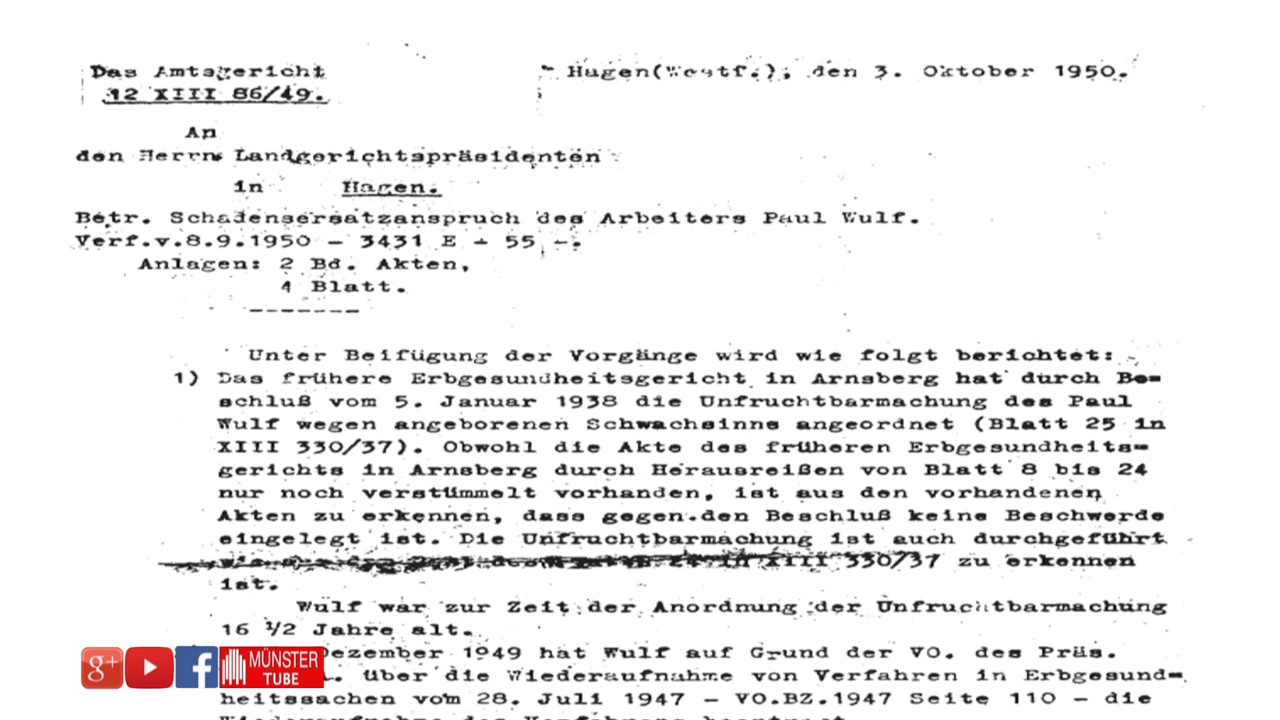 Das Amtsgericht
12 XIII 86/49.
Hagen(Westf.), den 3. Oktober 1950.
An
den Herrn Landgerichtspräsidenten
in Hagen.
Betr. Schadensersatzanspruch des Arbeiters Paul Wulf.
Verf.v.8.9.1950 - 3431 E - 55 -.
Anlagen: 2 Bd. Akten,
4 Blatt.
-------
Unter Beifügung der Vorgänge wird wie folgt berichtet:
1) Das frühere Erbgesundheitsgericht in Arnsberg hat durch Be-
schluß vom 5. Januar 1938 die Unfruchtbarmachung des Paul
Wulf wegen angeborenen Schwachsinns angeordnet (Blatt 25 in
XIII 330/37). Obwohl die Akte des früheren Erbgesundheits-
gerichts in Arnsberg durch Herausreißen von Blatt 8 bis 24
nur noch verstümmelt vorhanden, ist aus den vorhandenen
Akten zu erkennen, dass gegen den Beschluß keine Beschwerde
eingelegt ist. Die Unfruchtbarmachung ist auch durchgeführt
24 in XIII 330/37 zu erkennen
ist.
Wulf war zur Zeit der Anordnung der Unfruchtbarmachung
16 1/2 Jahre alt.
Dezember 1949 hat Wulf auf Grund der VO. des Präs.
über die Wiederaufnahme von Verfahren in Erbgesund-
heitssachen vom 28. Juli 1947 - VO.BZ.1947 Seite 110 - die
g+ f MÜNSTER
TUBE